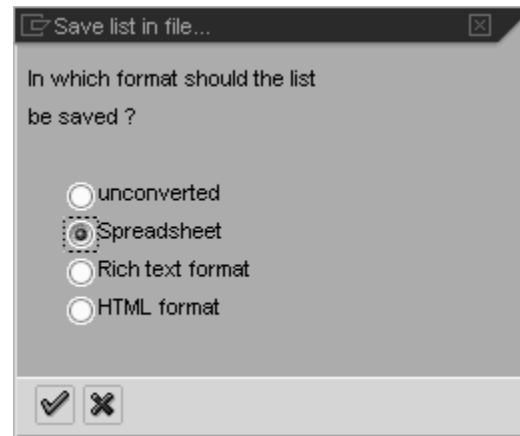 Save list in file...
In which format should the list
be saved ?
unconverted
Spreadsheet
Rich text format
HTML format